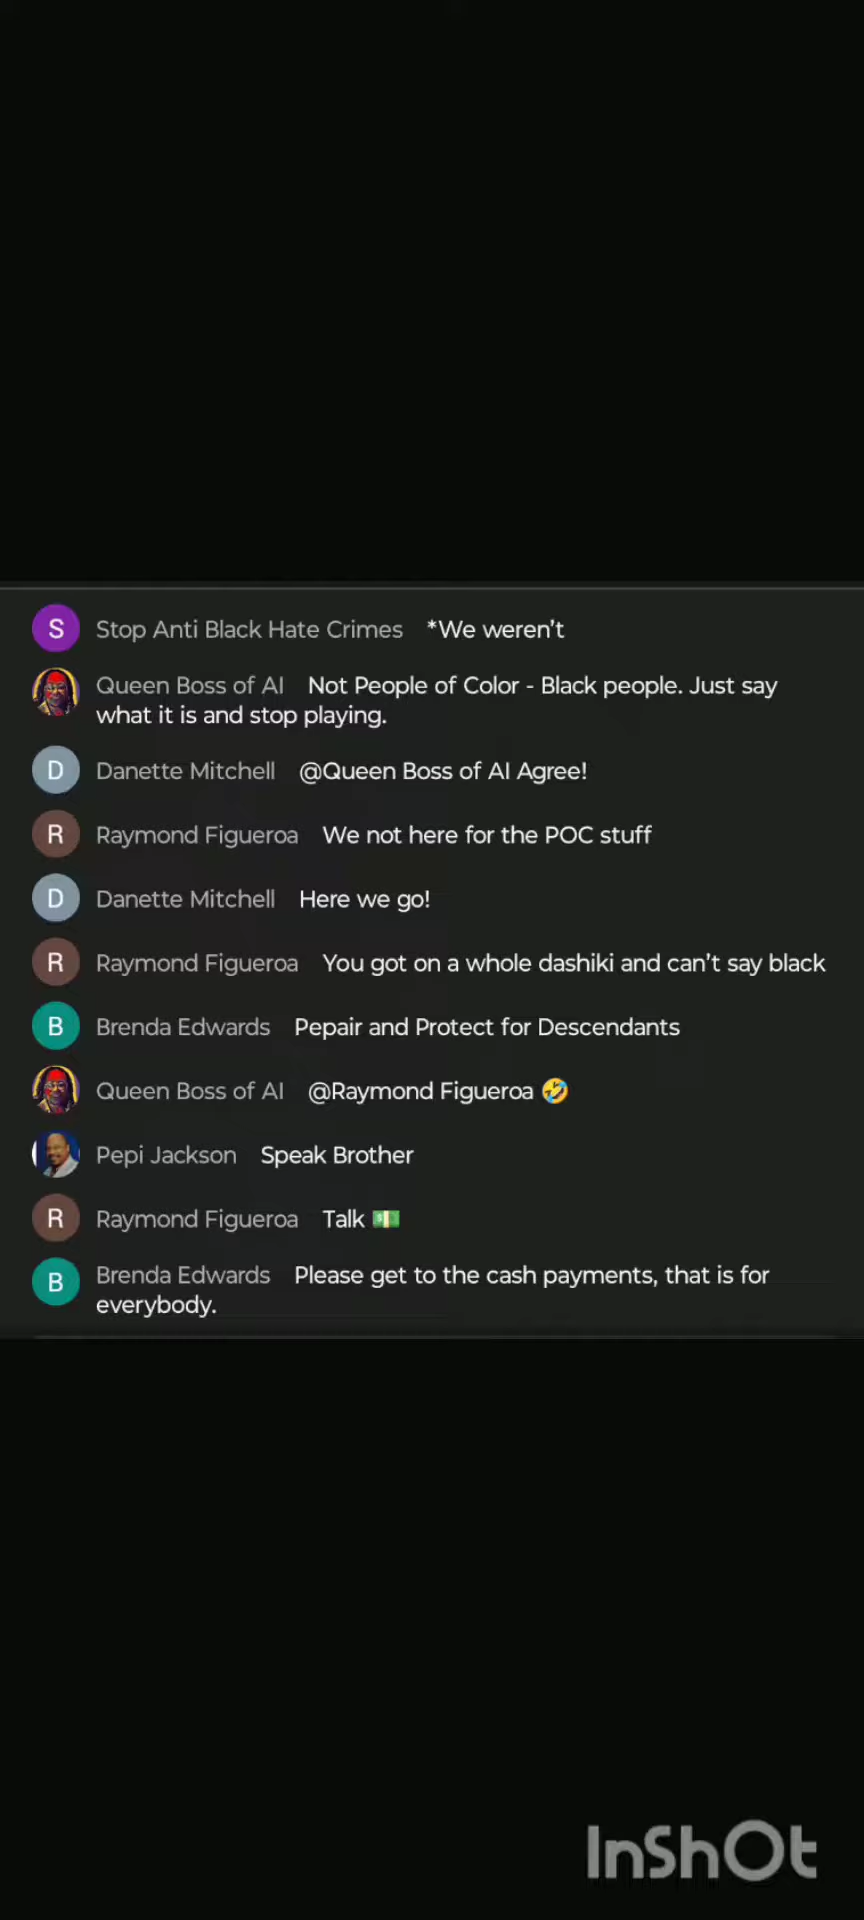 S Stop Anti Black Hate Crimes *We weren't
Queen Boss of AI Not People of Color - Black people. Just say
what it is and stop playing.
D Danette Mitchell @Queen Boss of AI Agree!
R Raymond Figueroa We not here for the POC stuff
D Danette Mitchell Here we go!
R Raymond Figueroa You got on a whole dashiki and can't say black
B Brenda Edwards Pepair and Protect for Descendants
Queen Boss of AI @Raymond Figueroa 🤣
Pepi Jackson Speak Brother
R Raymond Figueroa Talk 💵
B Brenda Edwards Please get to the cash payments, that is for
everybody.
InShOt